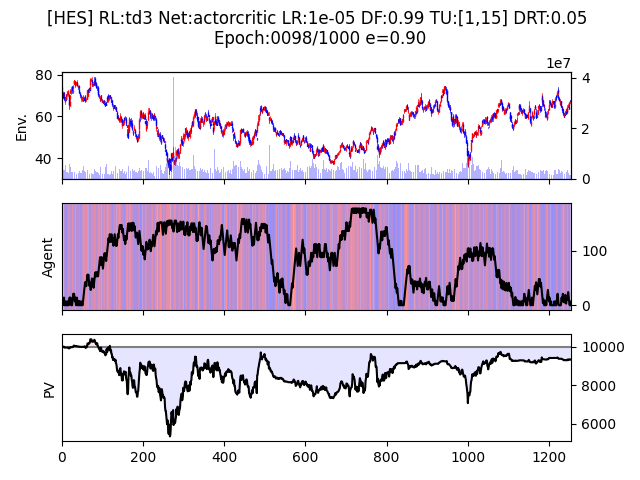 [HES] RL:td3 Net:actorcritic LR:1e-05 DF:0.99 TU:[1,15] DRT:0.05
Epoch:0098/1000 e=0.90
1e7
80
60
40
Env.
4
2
0
Agent
100
0
PV
10000
8000
6000
0 200 400 600 800 1000 1200